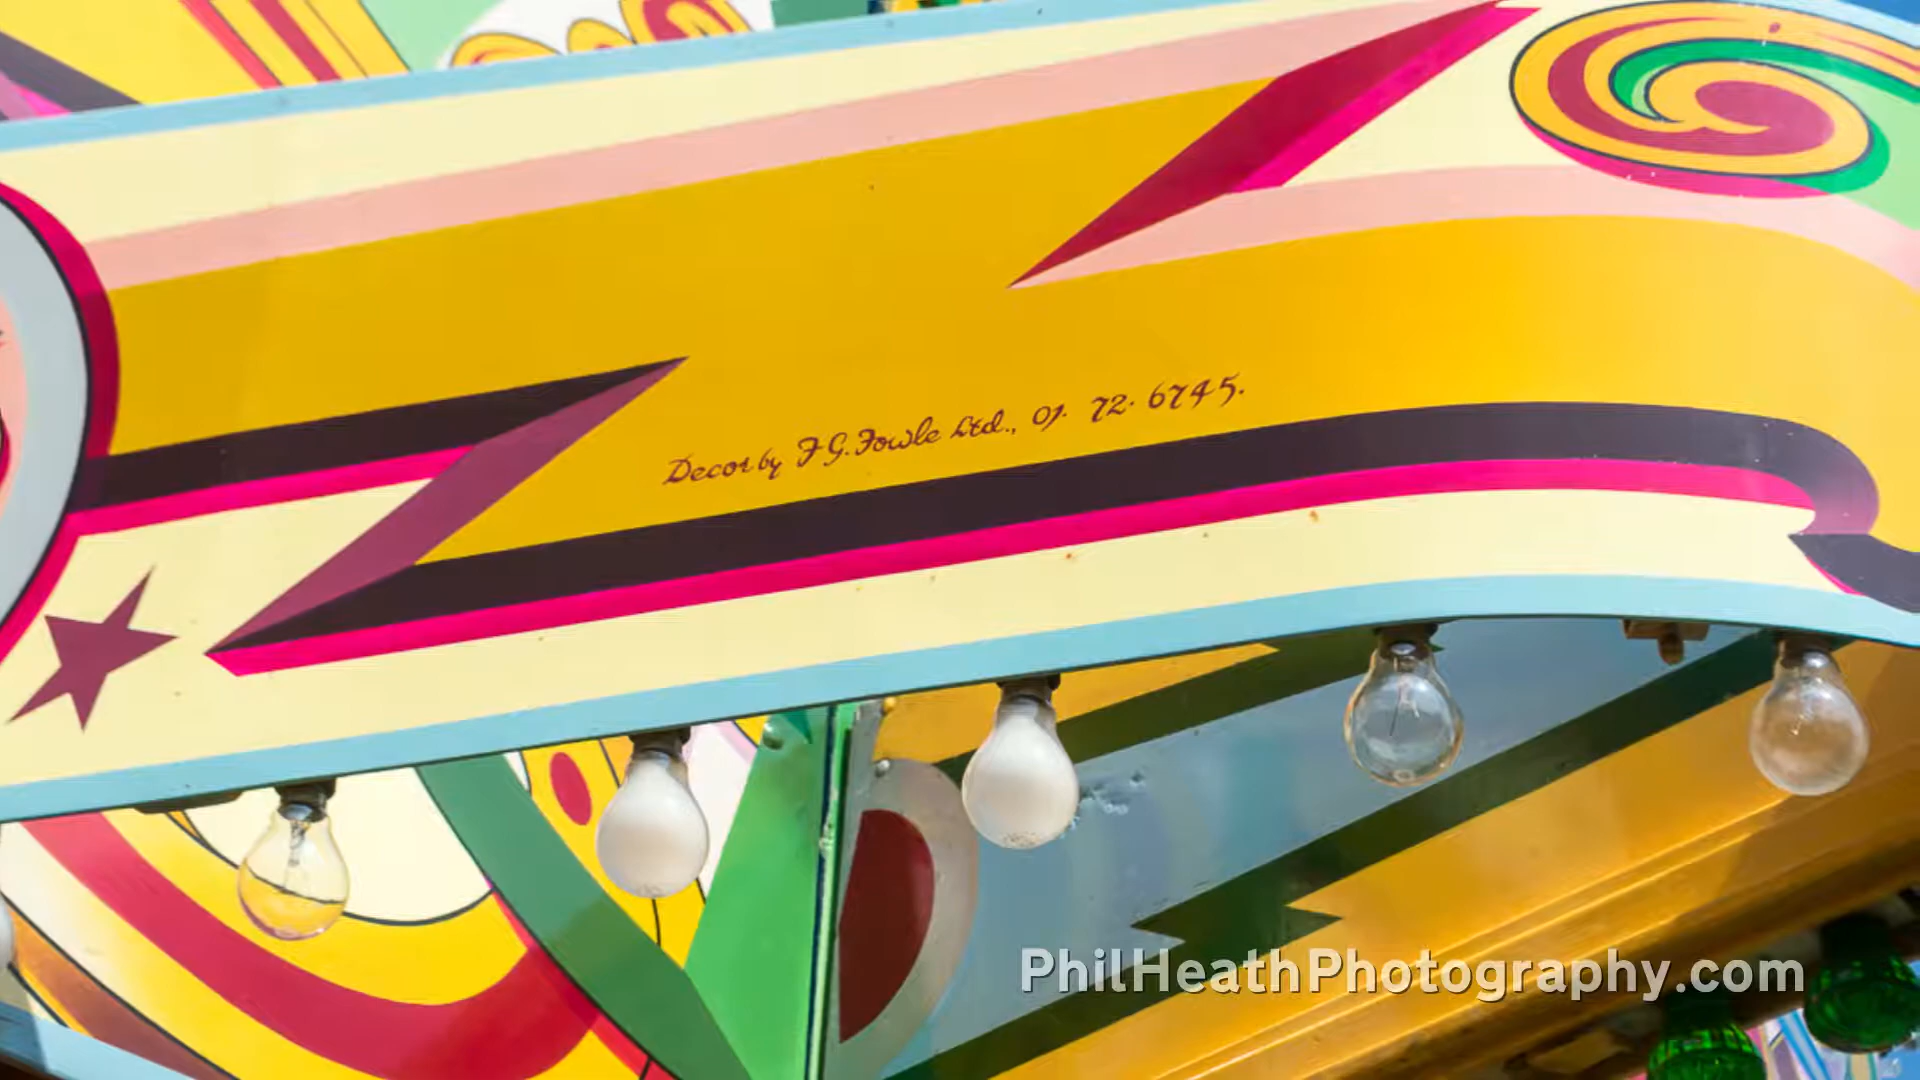 Decor by F.G. Fowle Ltd., 01· 72· 6745.
PhilHeathPhotography.com